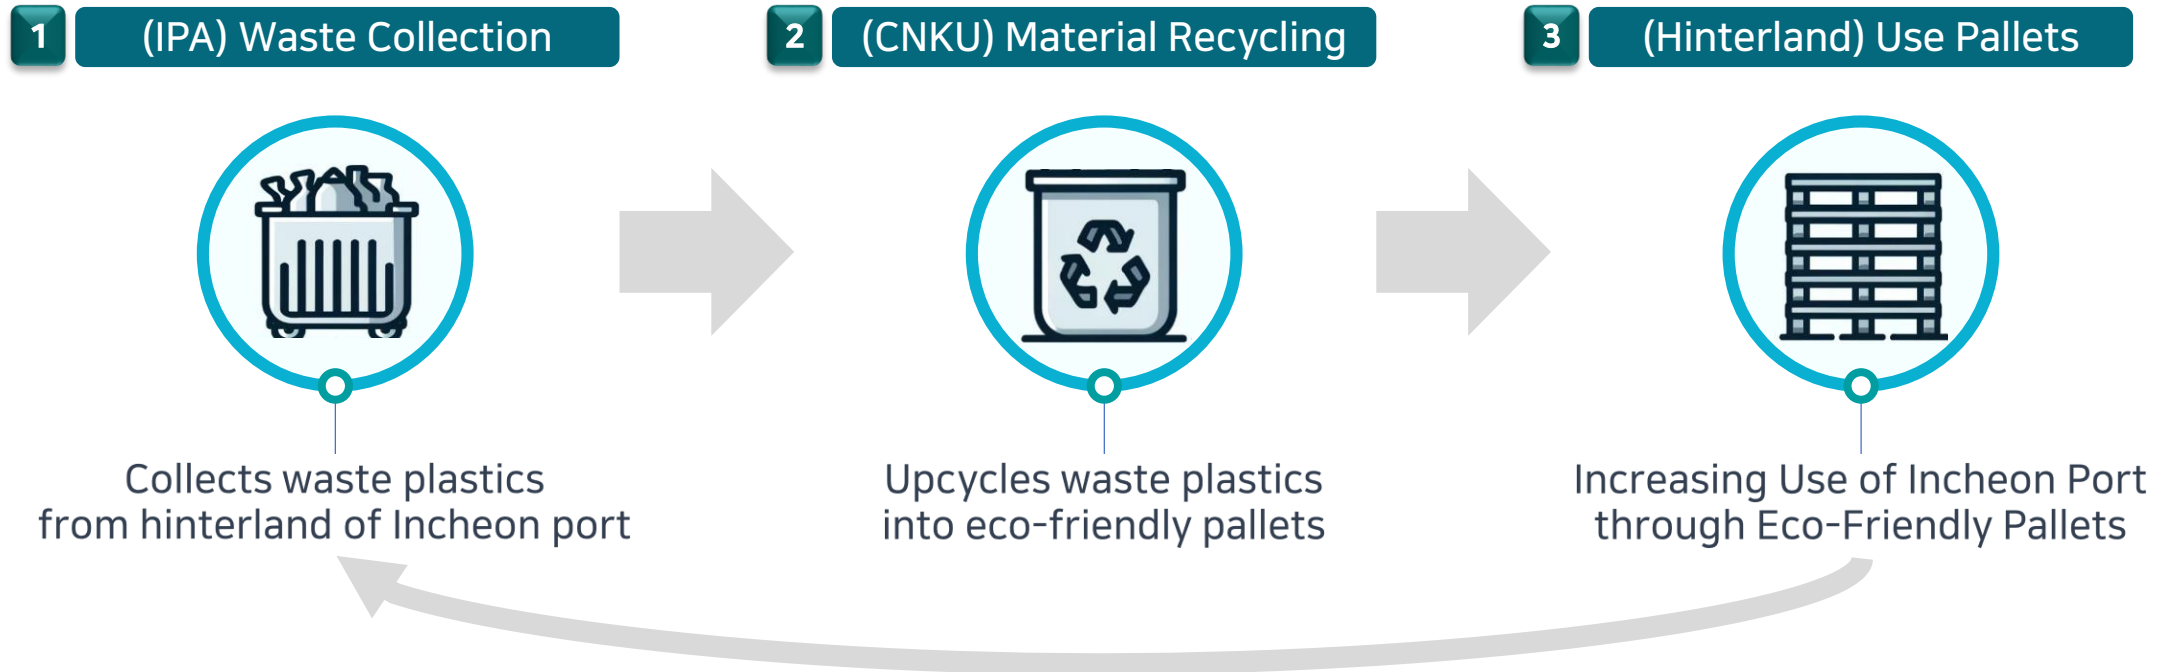 1
(IPA) Waste Collection
2
(CNKU) Material Recycling
3
(Hinterland) Use Pallets
Collects waste plastics
from hinterland of Incheon port
Upcycles waste plastics
into eco-friendly pallets
Increasing Use of Incheon Port
through Eco-Friendly Pallets